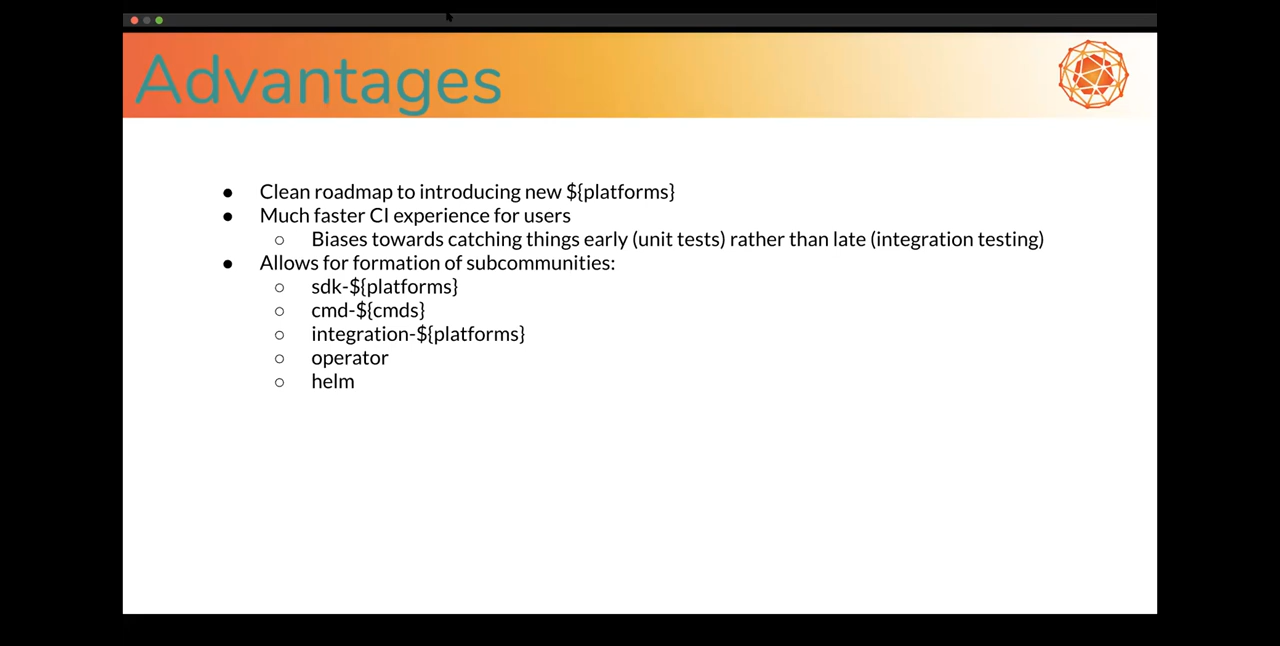 Advantages
● Clean roadmap to introducing new ${platforms}
● Much faster CI experience for users
○ Biases towards catching things early (unit tests) rather than late (integration testing)
● Allows for formation of subcommunities:
○ sdk-${platforms}
○ cmd-${cmds}
○ integration-${platforms}
○ operator
○ helm